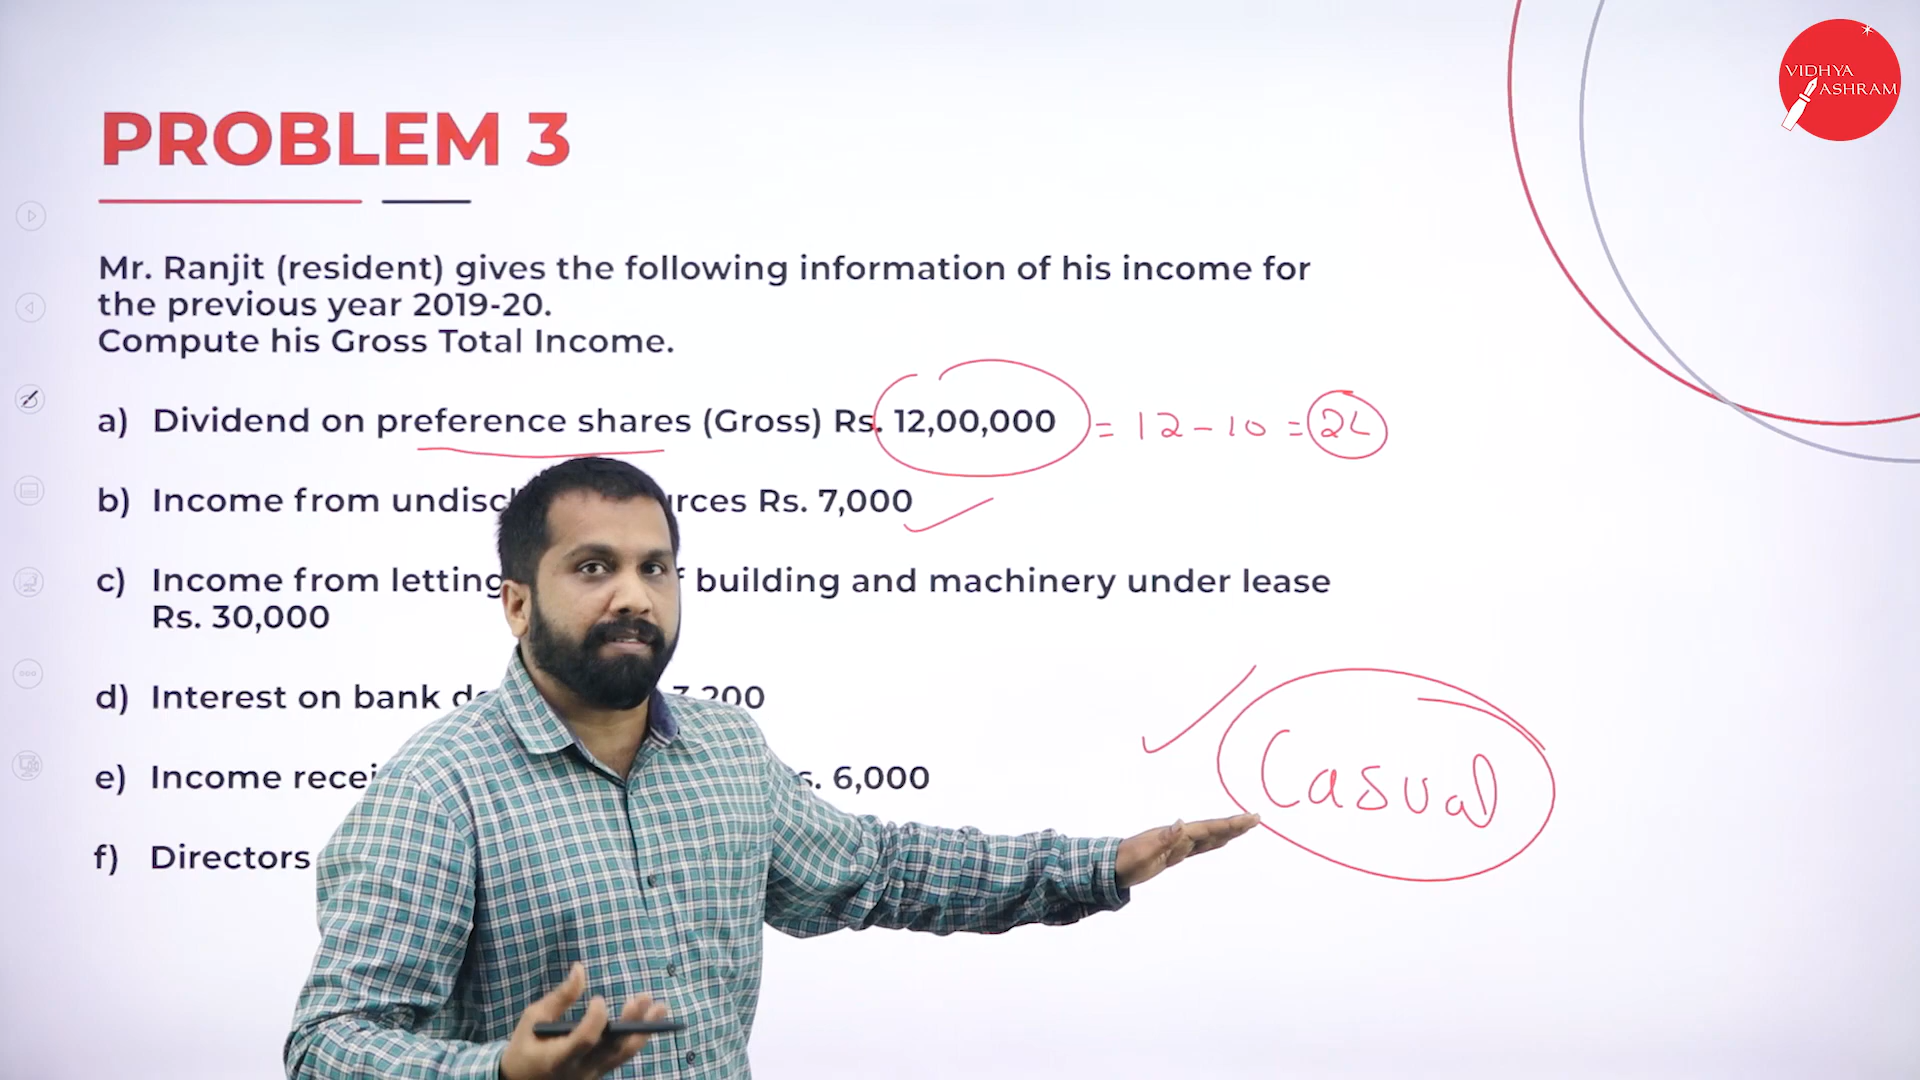 VIDHYA
ASHRAM
PROBLEM 3
Mr. Ranjit (resident) gives the following information of his income for
the previous year 2019-20.
Compute his Gross Total Income.
a) Dividend on preference shares (Gross) Rs. 12,00,000 = 12 - 10 = 2L
b) Income from Rs. 7,000
c) Income from letting building and machinery under lease
Rs. 30,000
d) Interest on bank
e) Income 6,000
Casual
f) Directors